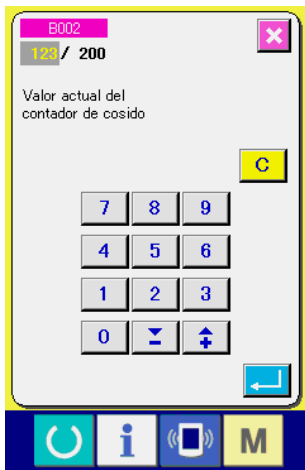 B002
123/ 200
Valor actual del
contador de cosido
C
7 8 9
4 5 6
1 2 3
0
i M